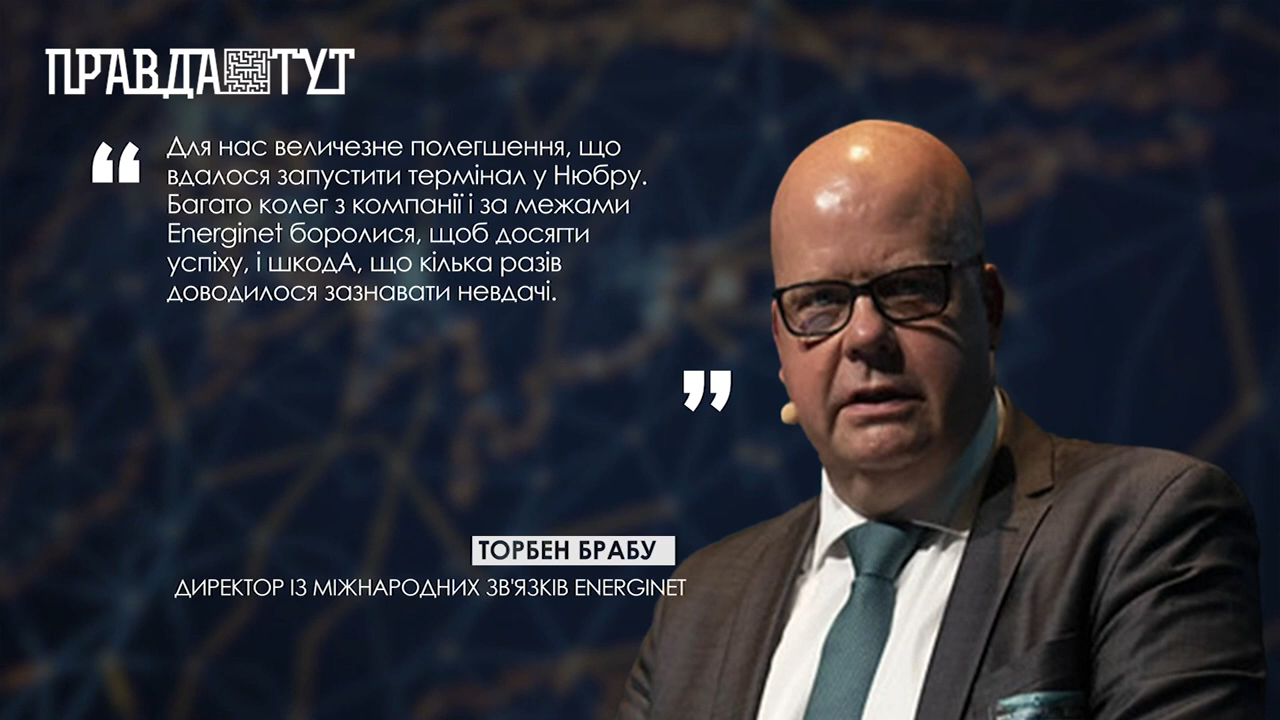 ПРАВДА ТУТ
“ Для нас величезне полегшення, що
вдалося запустити термінал у Нюбру.
Багато колег з компанії і за межами
Energinet боролися, щоб досягти
успіху, і шкодА, що кілька разів
доводилося зазнавати невдачі.
”
ТОРБЕН БРАБУ
ДИРЕКТОР ІЗ МІЖНАРОДНИХ ЗВ'ЯЗКІВ ENERGINET